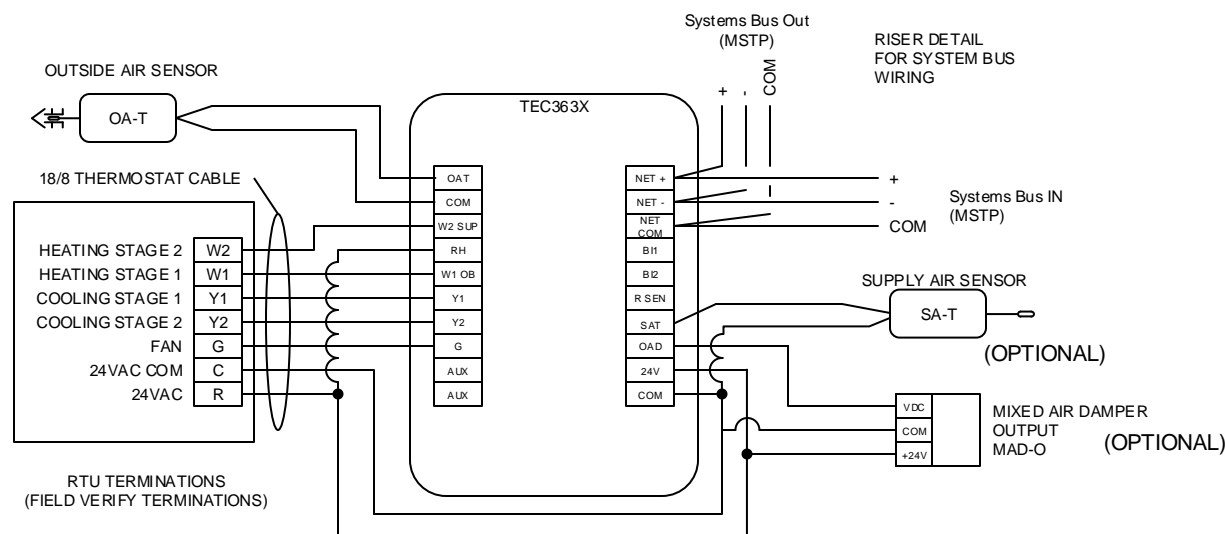 Systems Bus Out
(MSTP)
RISER DETAIL
FOR SYSTEM BUS
WIRING
+
-
COM
OUTSIDE AIR SENSOR
OA-T
TEC363X
18/8 THERMOSTAT CABLE
OAT
COM
W2 SUP
RH
W1 OB
Y1
Y2
G
AUX
AUX
NET +
NET -
NET
COM
BI1
BI2
R SEN
SAT
OAD
24V
COM
+
-
COM
Systems Bus IN
(MSTP)
HEATING STAGE 2
W2
HEATING STAGE 1
W1
COOLING STAGE 1
Y1
COOLING STAGE 2
Y2
FAN
G
24VAC COM
C
24VAC
R
SUPPLY AIR SENSOR
SA-T
(OPTIONAL)
VDC
COM
+24V
MIXED AIR DAMPER
OUTPUT
MAD-O
(OPTIONAL)
RTU TERMINATIONS
(FIELD VERIFY TERMINATIONS)